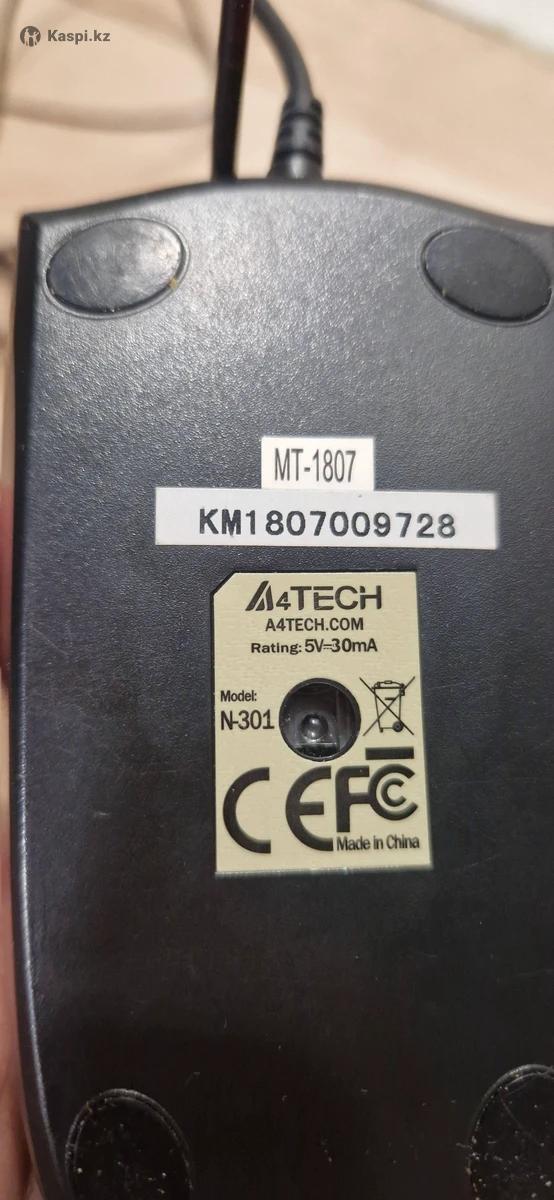 Kaspi.kz
MT-1807
KM1807009728
A4TECH
A4TECH.COM
Rating: 5V⎓30mA
Model:
N-301
CE FC
Made in China